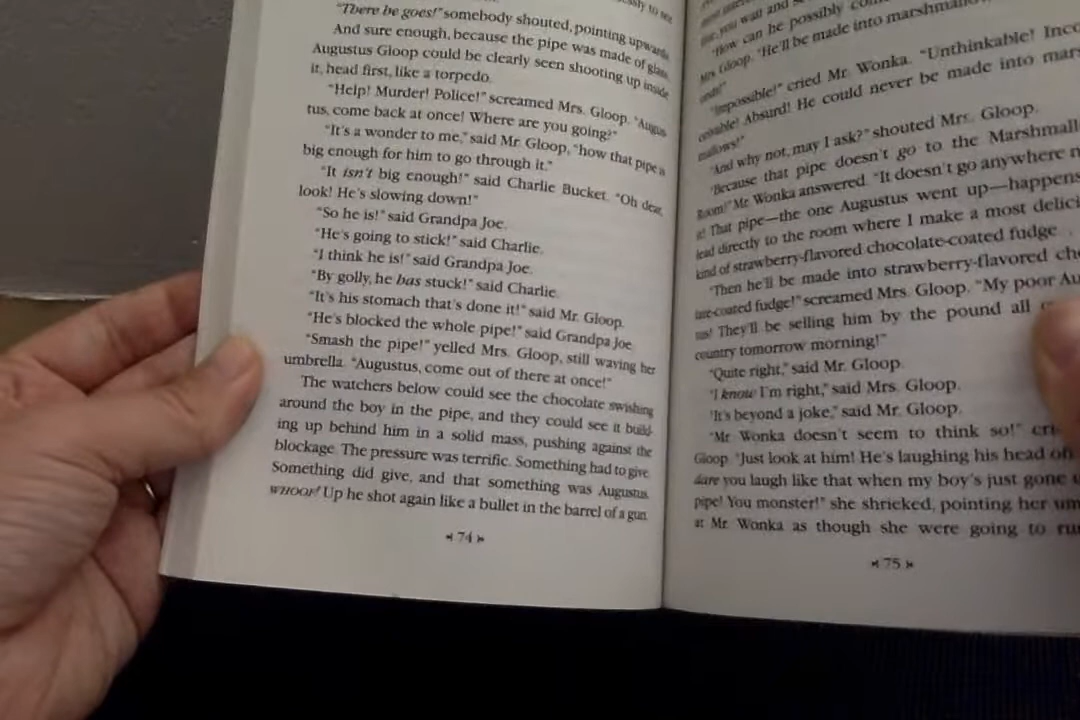 "There he goes!" somebody shouted, pointing upwards.
And sure enough, because the pipe was made of glass,
Augustus Gloop could be clearly seen shooting up inside
it, head first, like a torpedo.
"Help! Murder! Police!" screamed Mrs. Gloop. "Augus-
tus, come back at once! Where are you going?"
"It's a wonder to me," said Mr. Gloop, "how that pipe is
big enough for him to go through it."
"It isn't big enough!" said Charlie Bucket. "Oh dear,
look! He's slowing down!"
"So he is!" said Grandpa Joe.
"He's going to stick!" said Charlie.
"I think he is!" said Grandpa Joe.
"By golly, he has stuck!" said Charlie.
"It's his stomach that's done it!" said Mr. Gloop.
"He's blocked the whole pipe!" said Grandpa Joe.
"Smash the pipe!" yelled Mrs. Gloop, still waving her
umbrella. "Augustus, come out of there at once!"
The watchers below could see the chocolate swishing
around the boy in the pipe, and they could see it build-
ing up behind him in a solid mass, pushing against the
blockage. The pressure was terrific. Something had to give.
Something did give, and that something was Augustus.
WHOOF! Up he shot again like a bullet in the barrel of a gun.
74
you wait and
"How can he possibly
Mrs. Gloop. "He'll be made into marshmallows
"Impossible!" cried Mr. Wonka. "Unthinkable! Inco
ceivable! Absurd! He could never be made into mars
mallows!"
"And why not, may I ask?" shouted Mrs. Gloop.
"Because that pipe doesn't go to the Marshmall
Room!" Mr. Wonka answered. "It doesn't go anywhere n
it! That pipe—the one Augustus went up—happens
lead directly to the room where I make a most delici
kind of strawberry-flavored chocolate-coated fudge
"Then he'll be made into strawberry-flavored cho
late-coated fudge!" screamed Mrs. Gloop. "My poor Au
tus! They'll be selling him by the pound all
country tomorrow morning!"
"Quite right," said Mr. Gloop.
"I know I'm right," said Mrs. Gloop.
"It's beyond a joke," said Mr. Gloop.
"Mr. Wonka doesn't seem to think so!" cri
Gloop. "Just look at him! He's laughing his head off
dare you laugh like that when my boy's just gone u
pipe! You monster!" she shrieked, pointing her um
at Mr. Wonka as though she were going to run
75